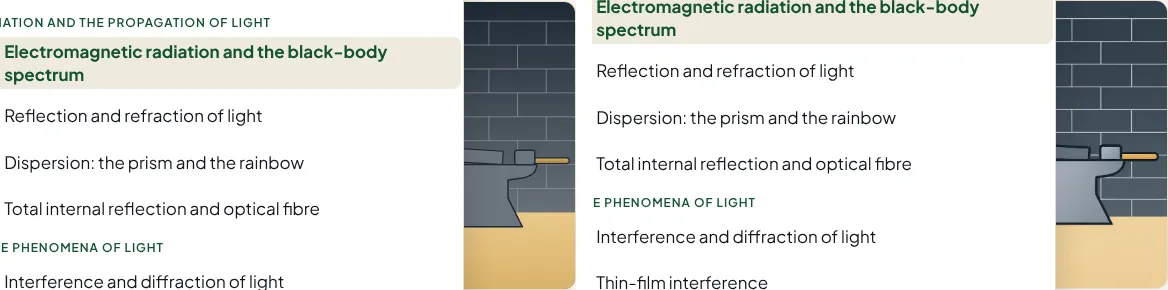 IATION AND THE PROPAGATION OF LIGHT
Electromagnetic radiation and the black-body
spectrum
Reflection and refraction of light
Dispersion: the prism and the rainbow
Total internal reflection and optical fibre
E PHENOMENA OF LIGHT
Interference and diffraction of light
Electromagnetic radiation and the black-body
spectrum
Reflection and refraction of light
Dispersion: the prism and the rainbow
Total internal reflection and optical fibre
E PHENOMENA OF LIGHT
Interference and diffraction of light
Thin-film interference